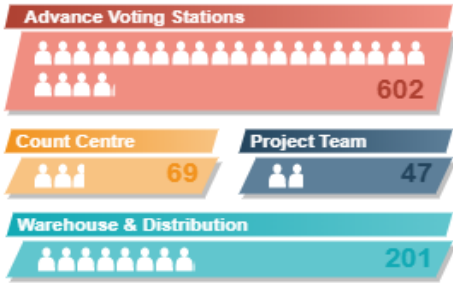 Advance Voting Stations
602
Count Centre
69
Project Team
47
Warehouse & Distribution
201